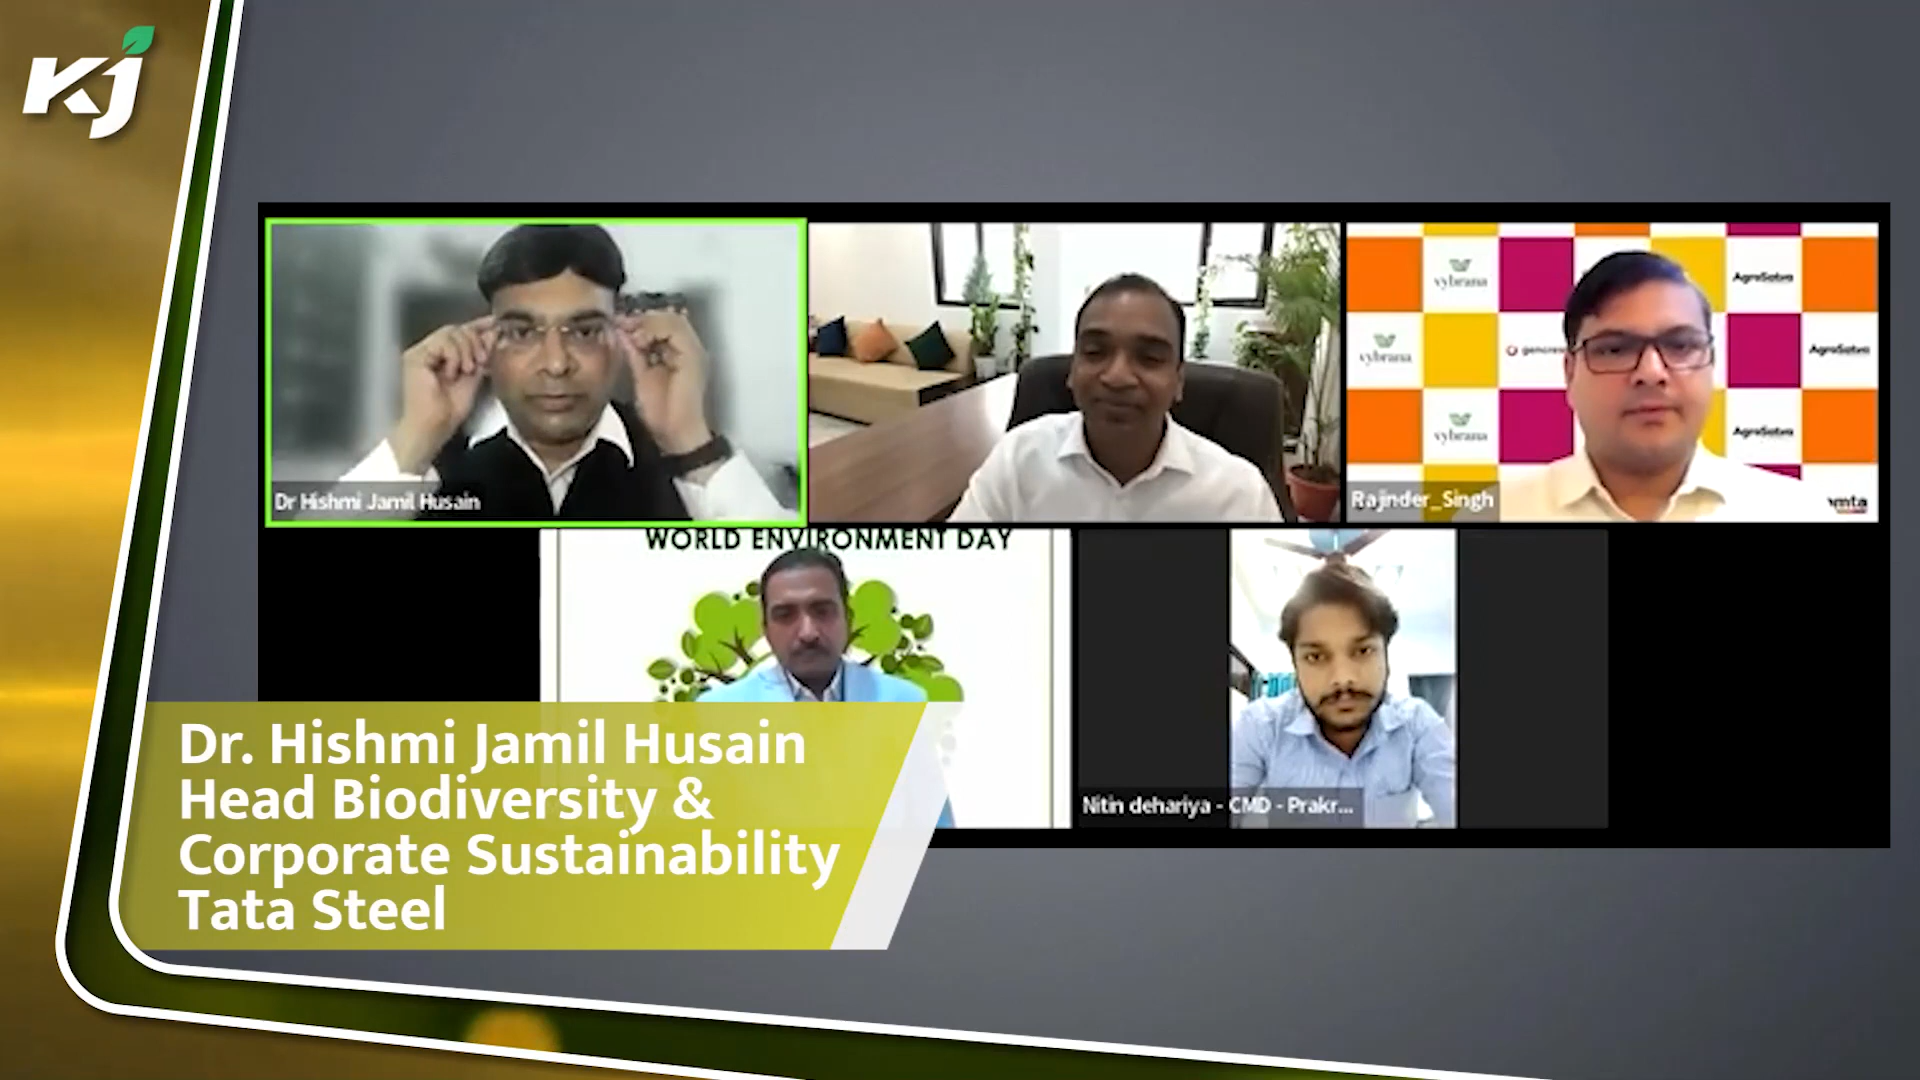 KJ
vybrana
AgroSatva
vybrana
AgroSatva
vybrana
AgroSatva
Dr Hishmi Jamil Husain
Rajinder_Singh
WORLD ENVIRONMENT DAY
Dr. Hishmi Jamil Husain
Head Biodiversity &
Corporate Sustainability
Tata Steel
Nitin dehariya - CMD - Prakr...